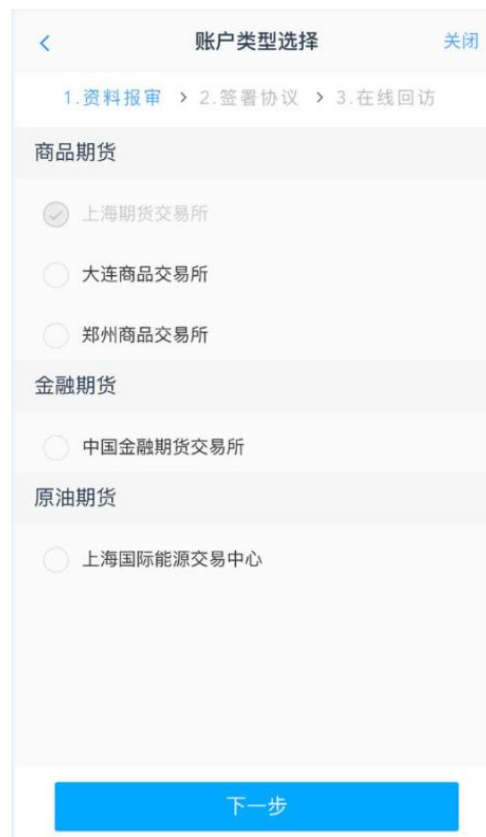 账户类型选择 关闭
1.资料报审 > 2.签署协议 > 3.在线回访
商品期货
上海期货交易所
大连商品交易所
郑州商品交易所
金融期货
中国金融期货交易所
原油期货
上海国际能源交易中心
下一步